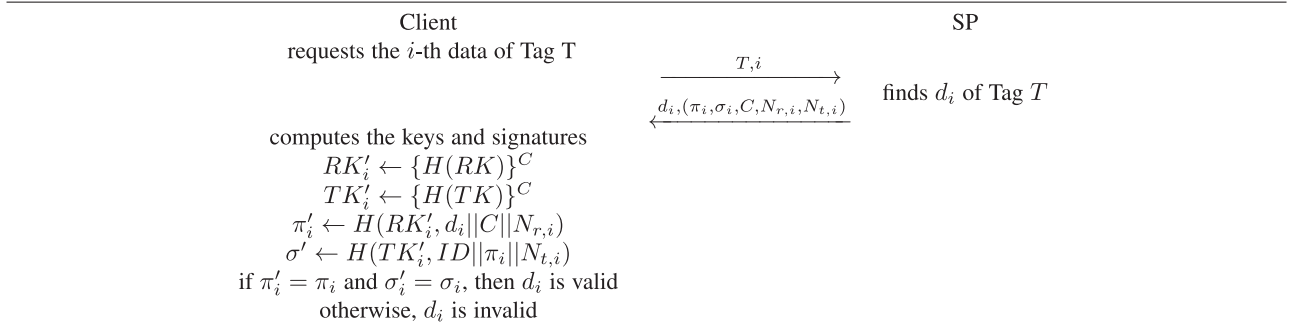 Client SP
requests the i-th data of Tag T
T, i
finds d_i of Tag T
d_i,(π_i,σ_i,C,N_{r,i},N_{t,i})
computes the keys and signatures
RK'_i ← {H(RK)}^C
TK'_i ← {H(TK)}^C
π'_i ← H(RK'_i, d_i||C||N_{r,i})
σ' ← H(TK'_i, ID||π_i||N_{t,i})
if π'_i = π_i and σ'_i = σ_i, then d_i is valid
otherwise, d_i is invalid